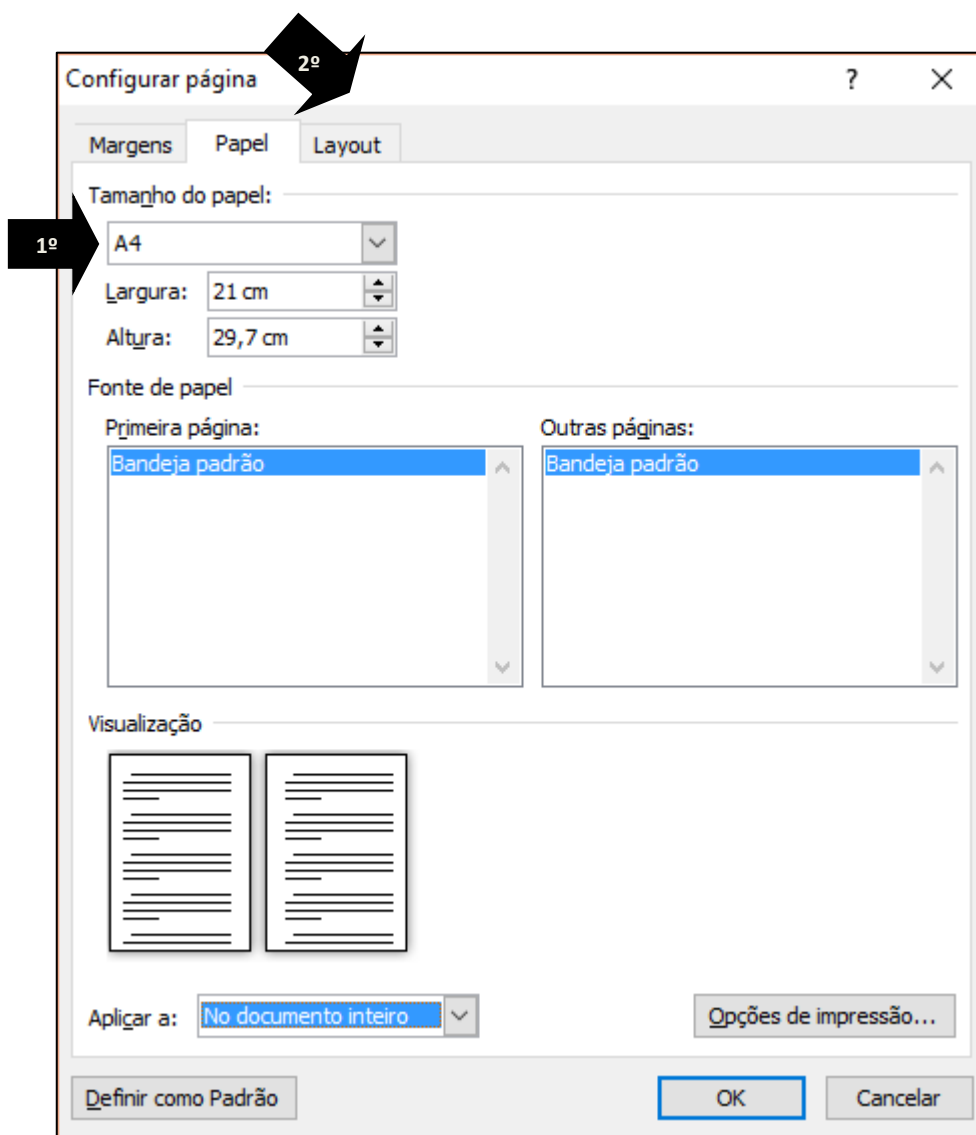 2º
Configurar página ? X
Margens Papel Layout
Tamanho do papel:
1º
A4
Largura: 21 cm
Altura: 29,7 cm
Fonte de papel
Primeira página: Outras páginas:
Bandeja padrão Bandeja padrão
Visualização
Aplicar a: No documento inteiro Opções de impressão...
Definir como Padrão OK Cancelar